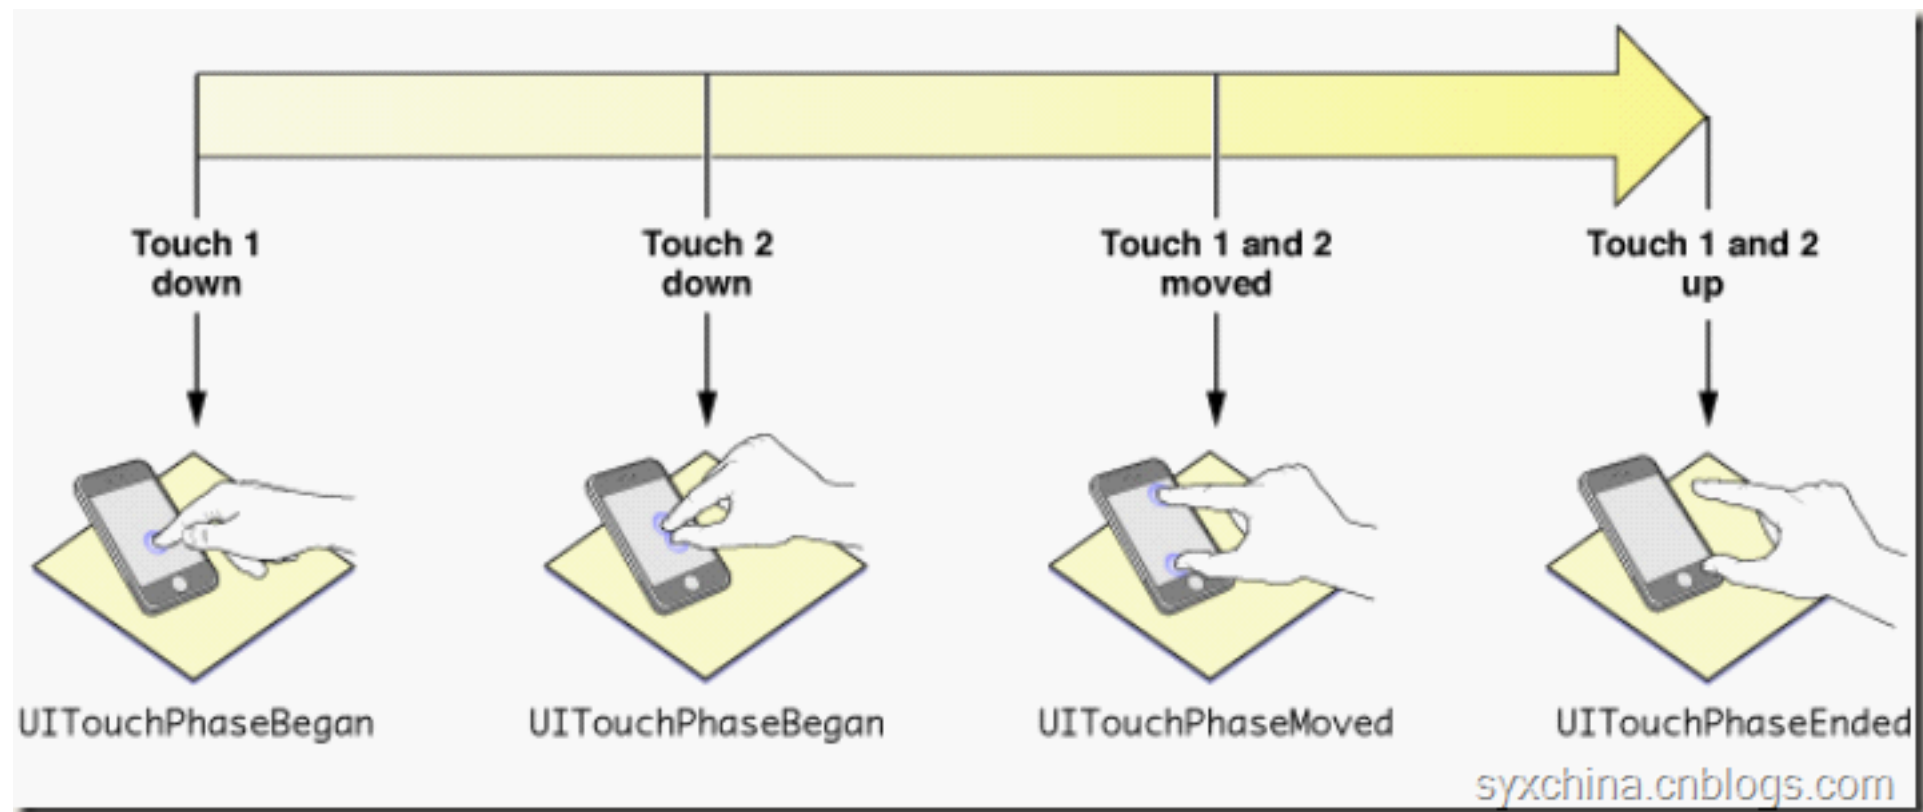 Touch 1
down
Touch 2
down
Touch 1 and 2
moved
Touch 1 and 2
up
UITouchPhaseBegan
UITouchPhaseBegan
UITouchPhaseMoved
UITouchPhaseEnded
syxchina.cnblogs.com